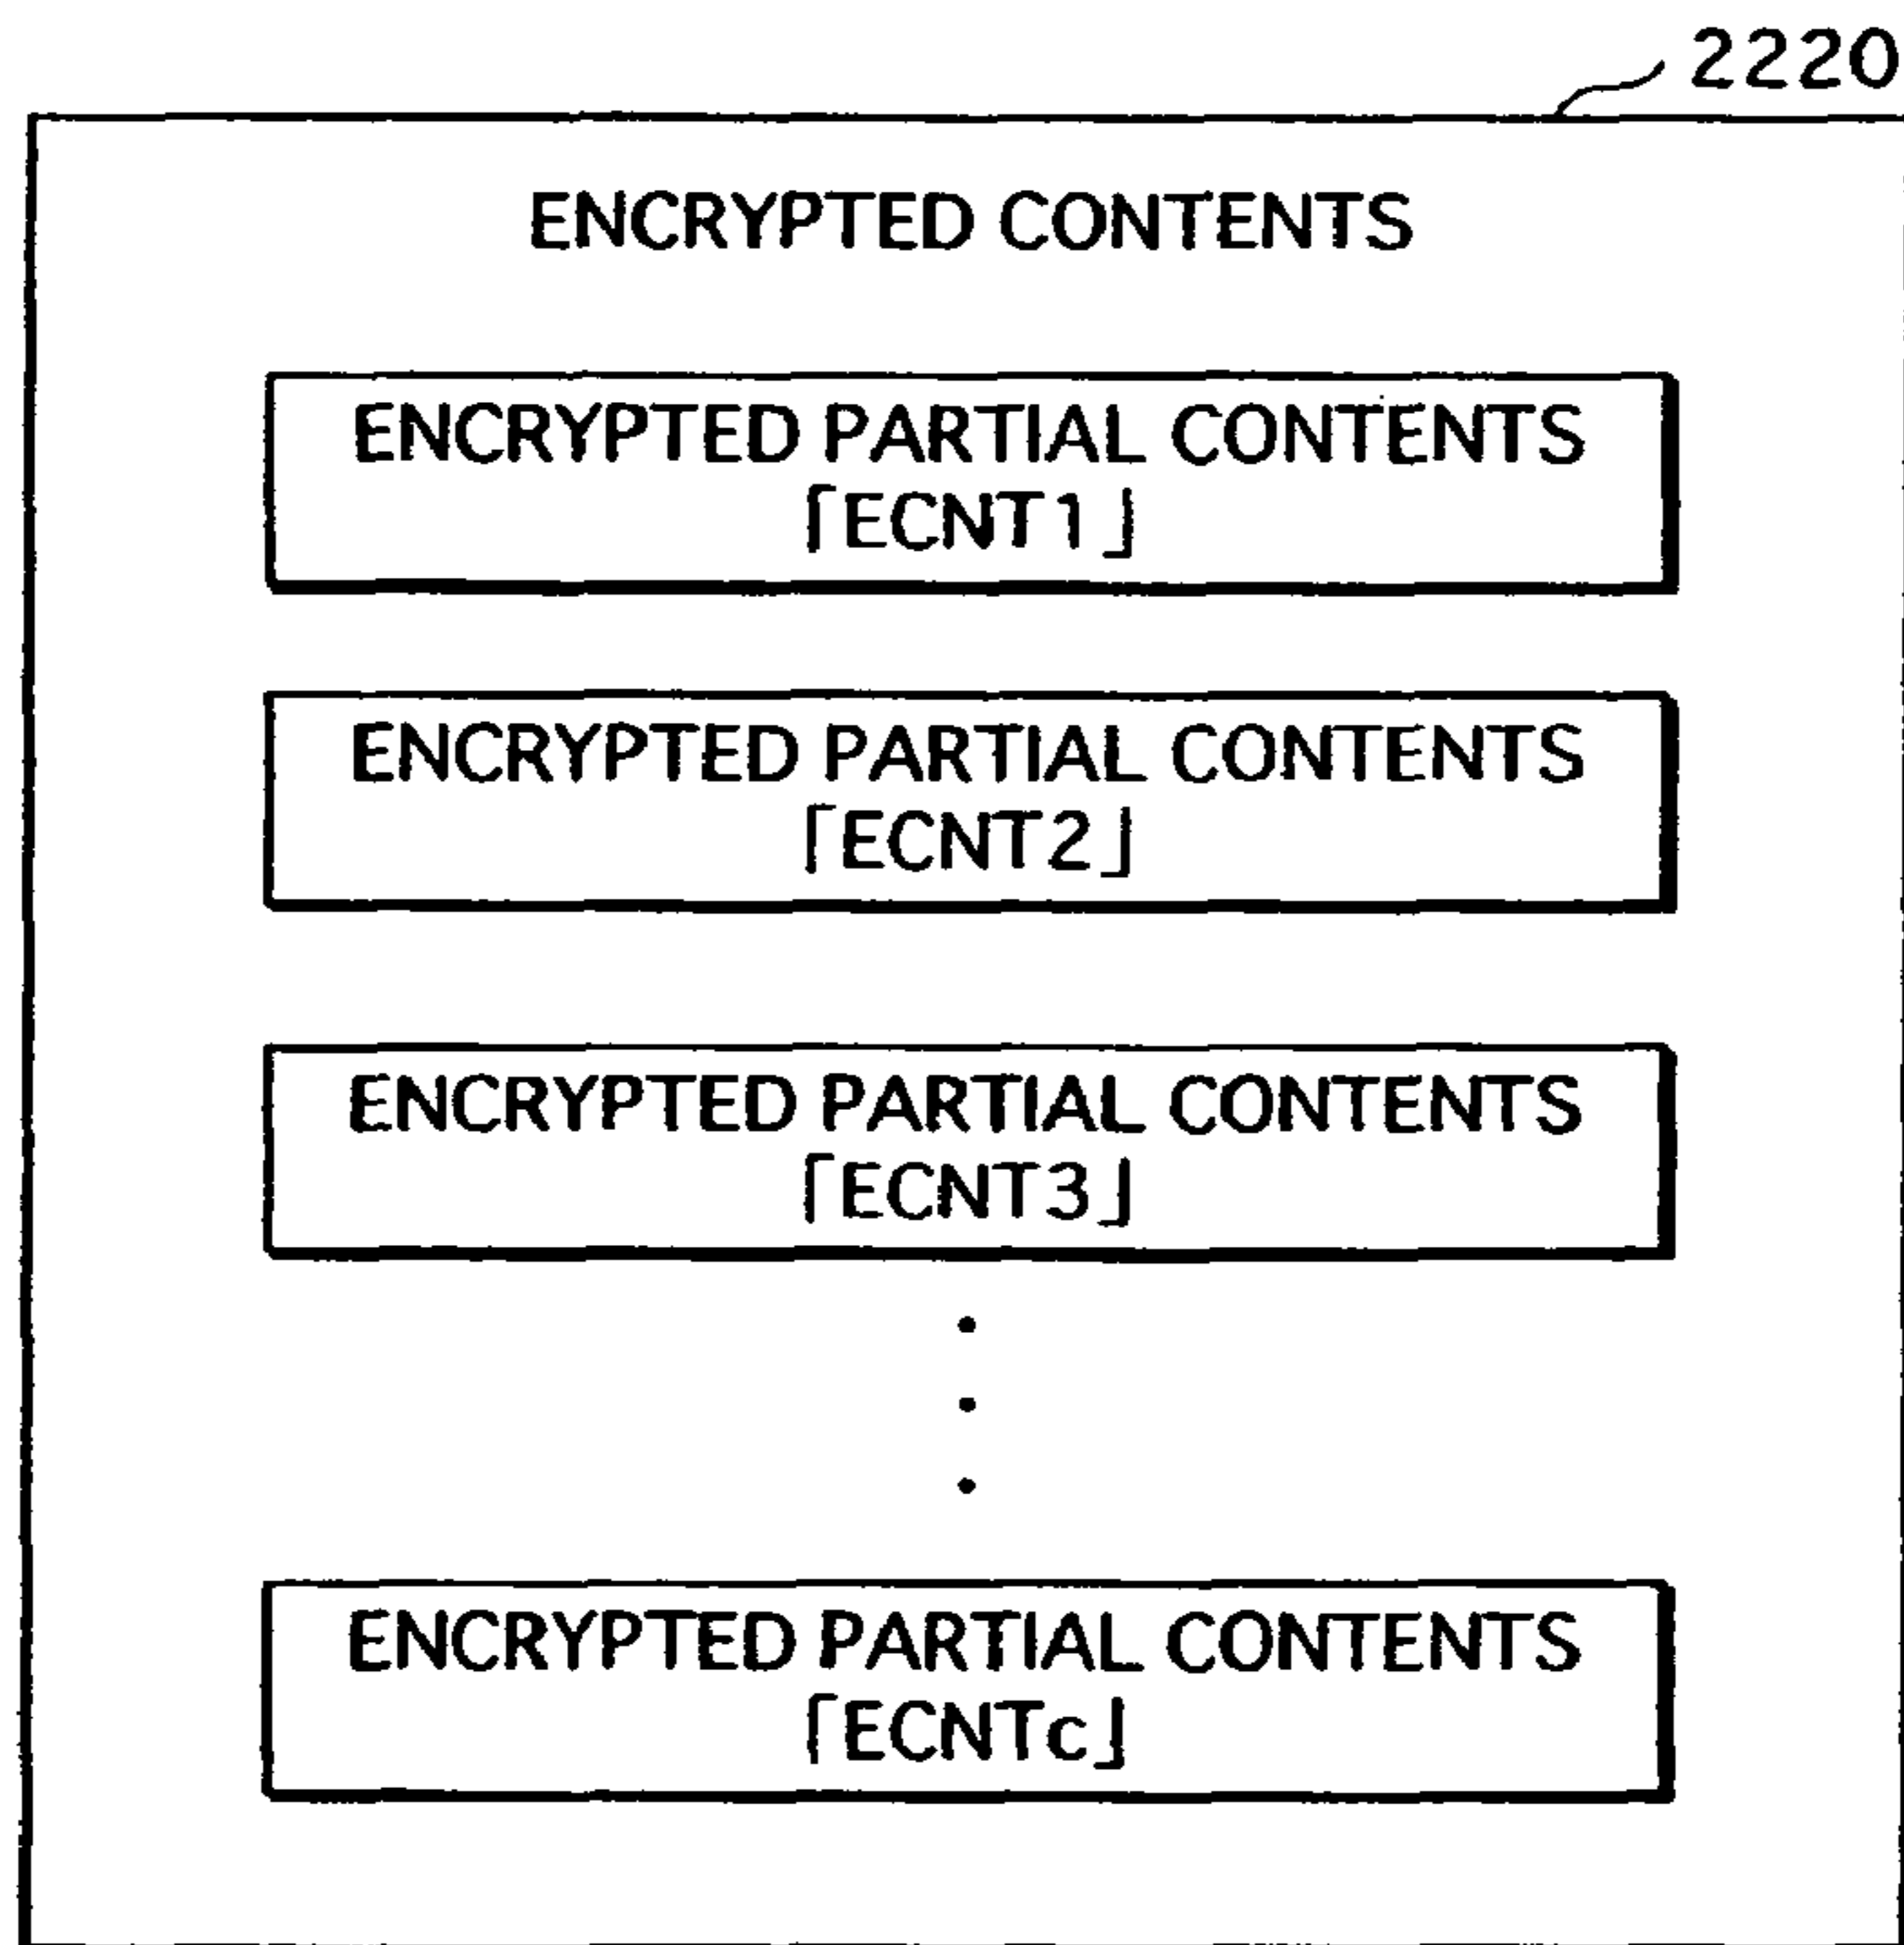 2220
ENCRYPTED CONTENTS
ENCRYPTED PARTIAL CONTENTS
「ECNT1」
ENCRYPTED PARTIAL CONTENTS
「ECNT2」
ENCRYPTED PARTIAL CONTENTS
「ECNT3」
ENCRYPTED PARTIAL CONTENTS
「ECNTc」